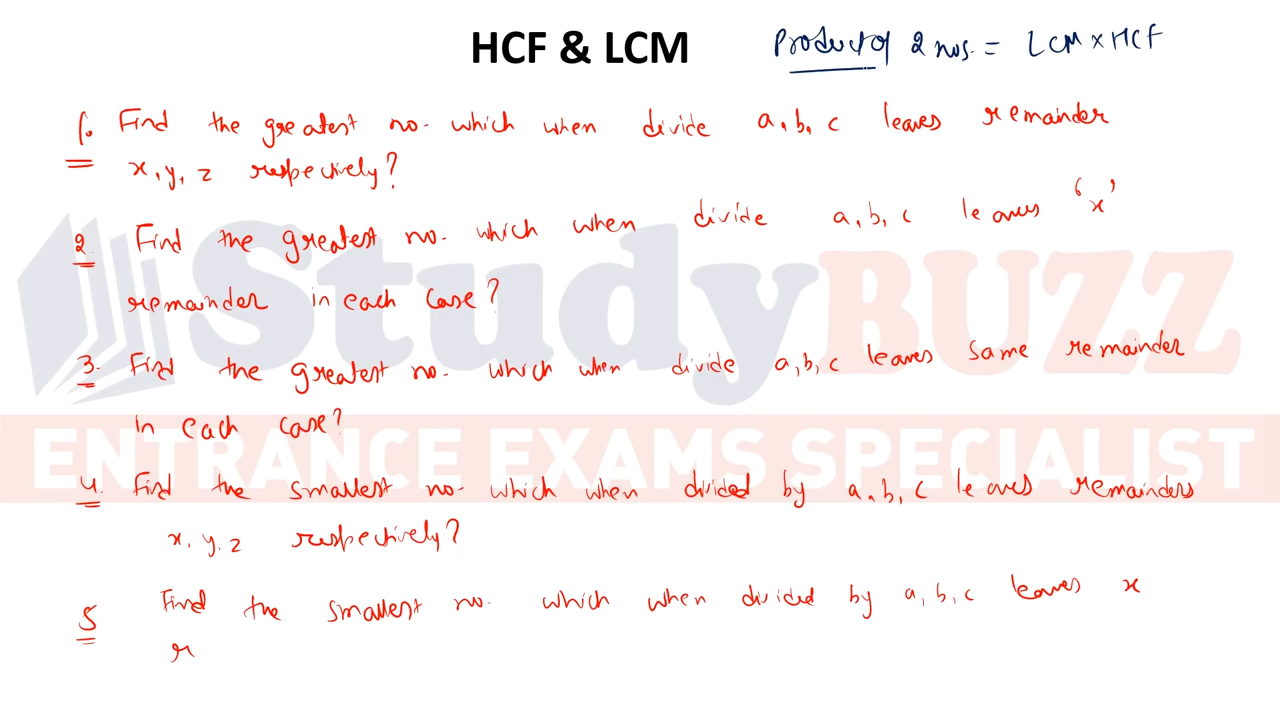 HCF & LCM
Product of 2 nos. = LCM x HCF
1. Find the greatest no. which when divide a, b, c leaves remainder
x, y, z respectively?
2. Find the greatest no. which when divide a, b, c leaves 'x'
remainder in each case?
3. Find the greatest no. which when divide a, b, c leaves same remainder
in each case?
4. Find the smallest no. which when divided by a, b, c leaves remainders
x, y, z respectively?
5 Find the smallest no. which when divided by a, b, c leaves x
r
StudyBUZZ
ENTRANCE EXAMS SPECIALIST